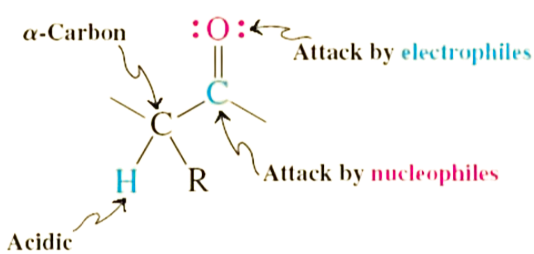 α-Carbon
:O:
Attack by electrophiles
C
C
H
R
Attack by nucleophiles
Acidic